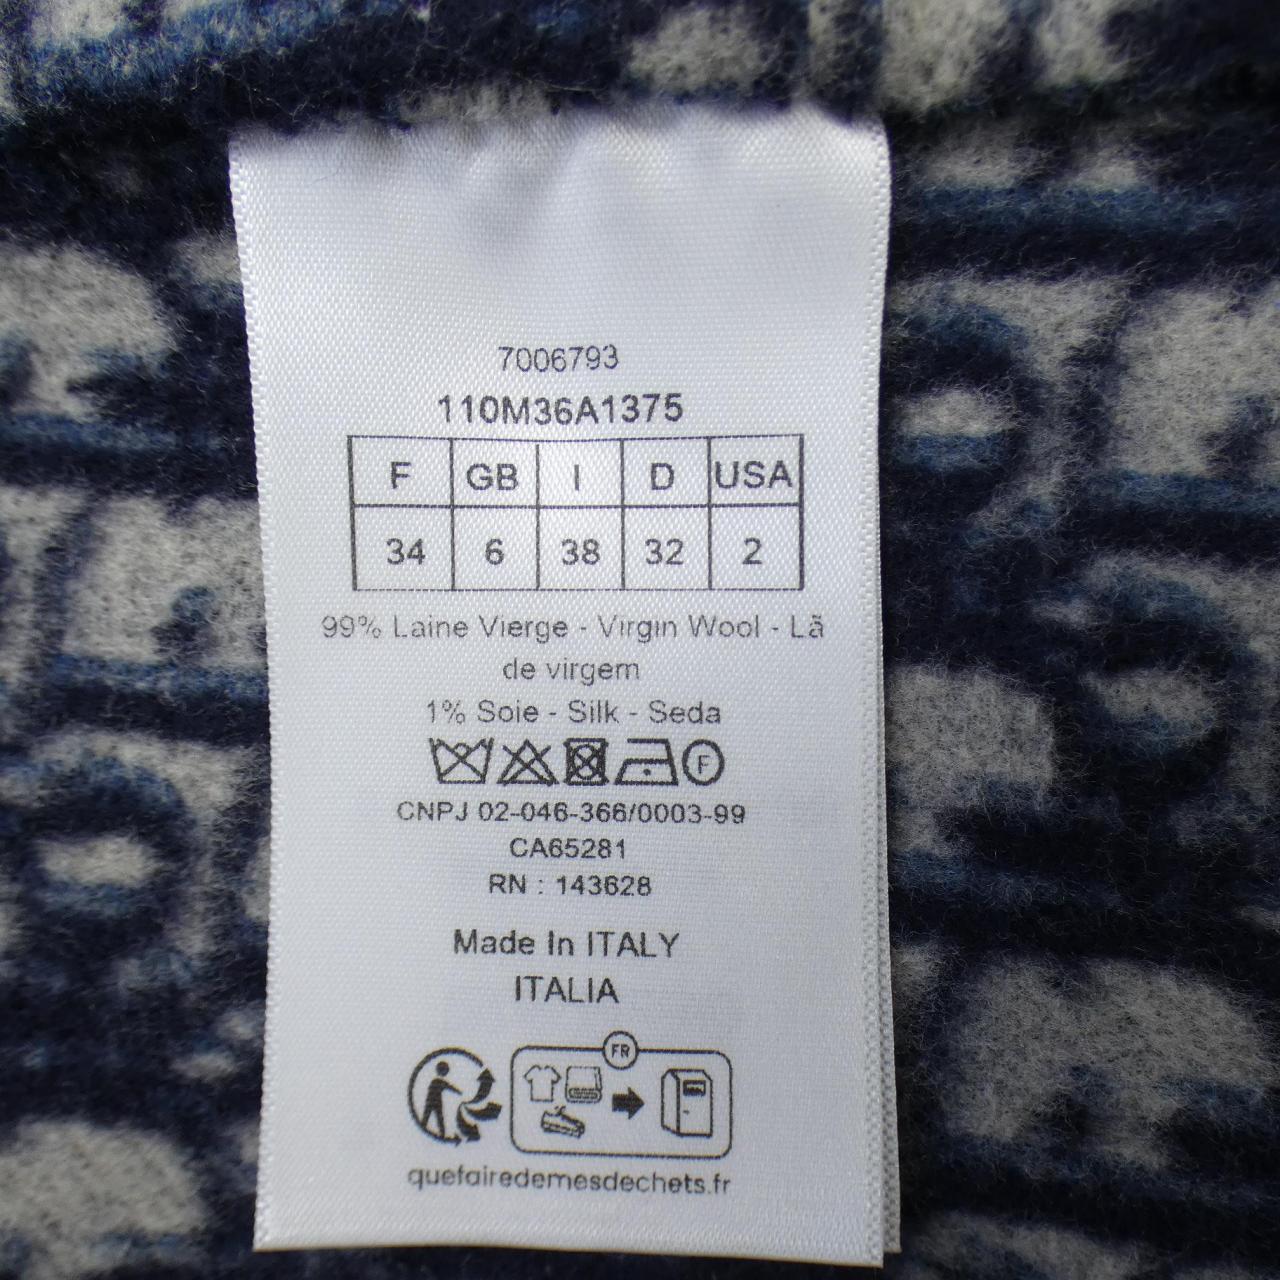 7006793
110M36A1375
F GB I D USA
34 6 38 32 2
99% Laine Vierge - Virgin Wool - Lã
de virgem
1% Soie - Silk - Seda
F
CNPJ 02-046-366/0003-99
CA65281
RN : 143628
Made In ITALY
ITALIA
FR
quefairedemesdechets.fr